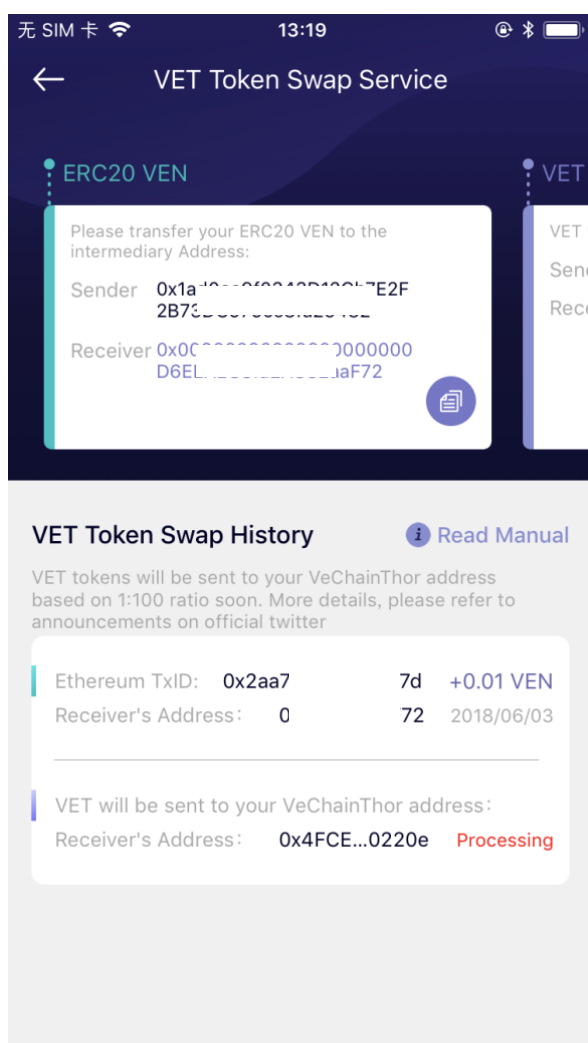 无 SIM 卡
13:19
VET Token Swap Service
ERC20 VEN
VET
Please transfer your ERC20 VEN to the
intermediary Address:
Sender
Receiver
VET
Sen
Rec
VET Token Swap History
i Read Manual
VET tokens will be sent to your VeChainThor address
based on 1:100 ratio soon. More details, please refer to
announcements on official twitter
Ethereum TxID: 0x2aa7 7d +0.01 VEN
Receiver's Address: 0 72 2018/06/03
VET will be sent to your VeChainThor address:
Receiver's Address: 0x4FCE...0220e Processing